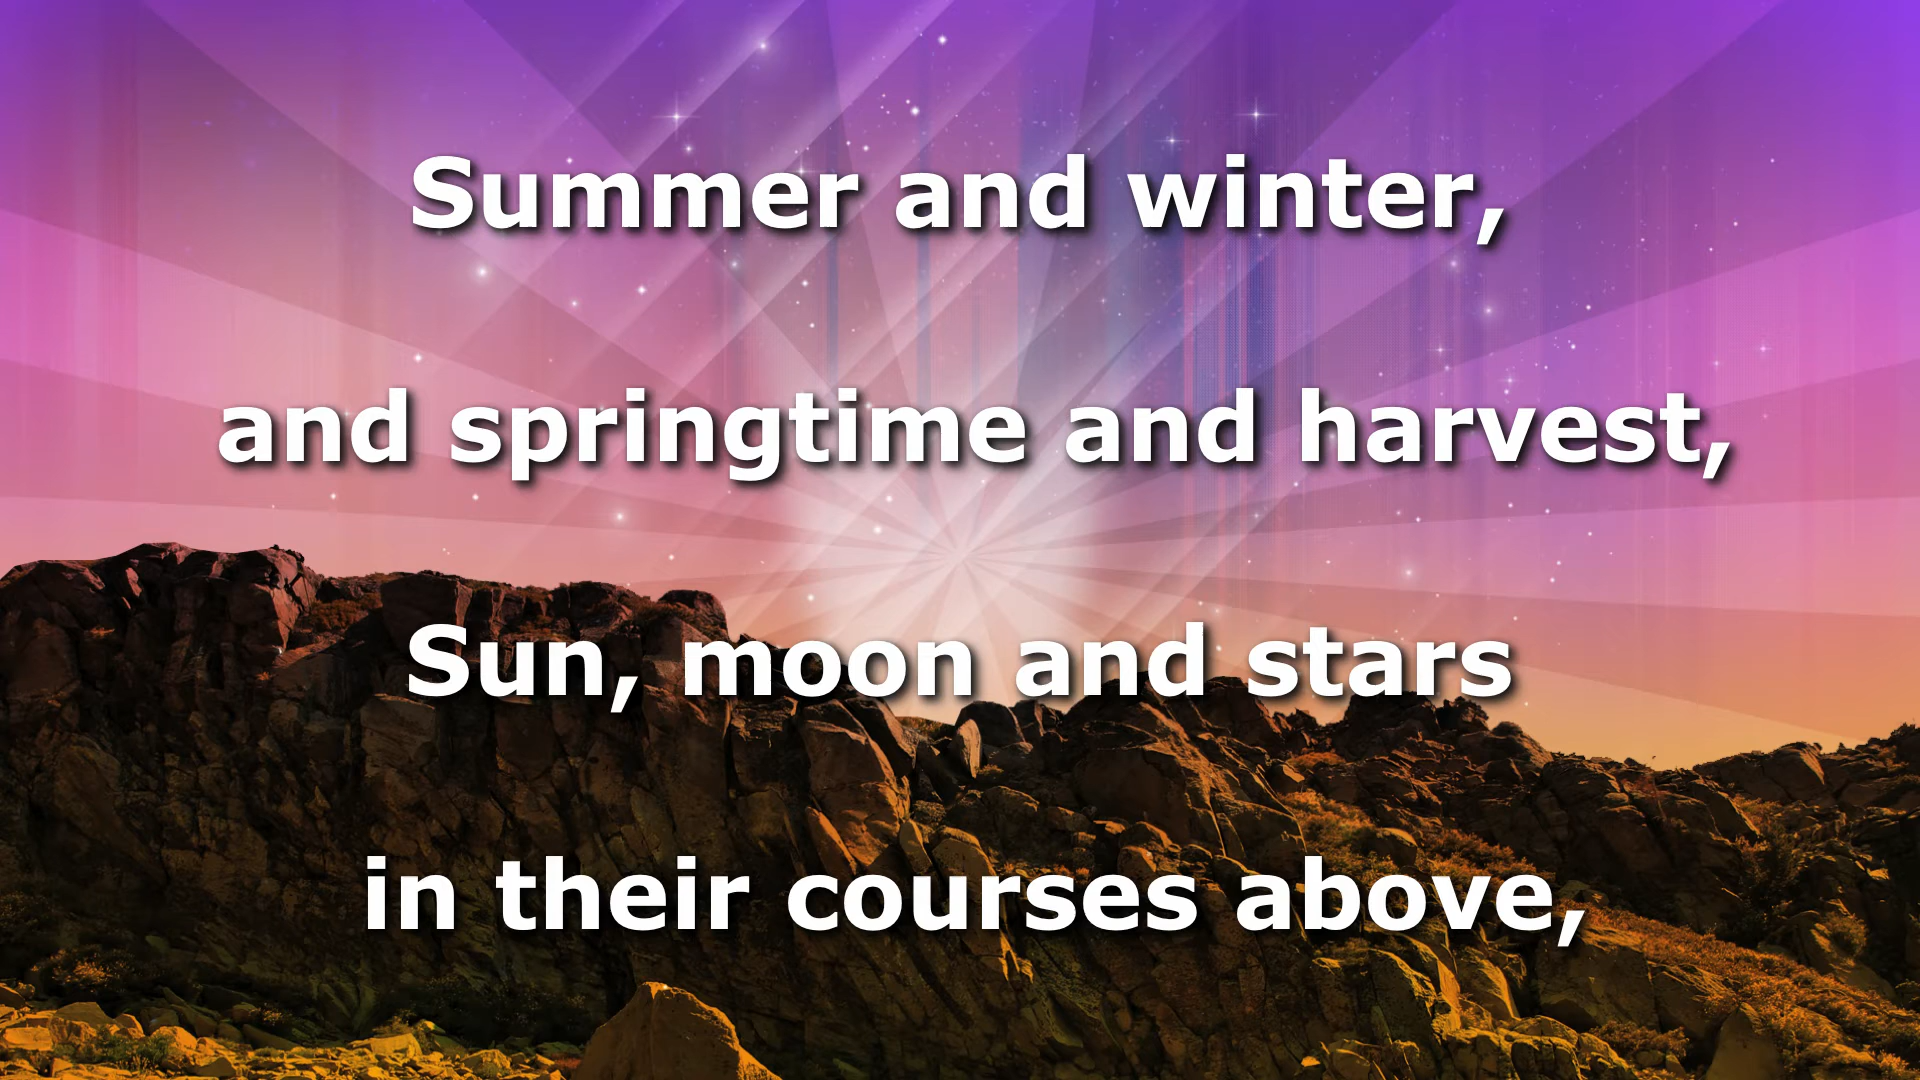 Summer and winter,
and springtime and harvest,
Sun, moon and stars
in their courses above,